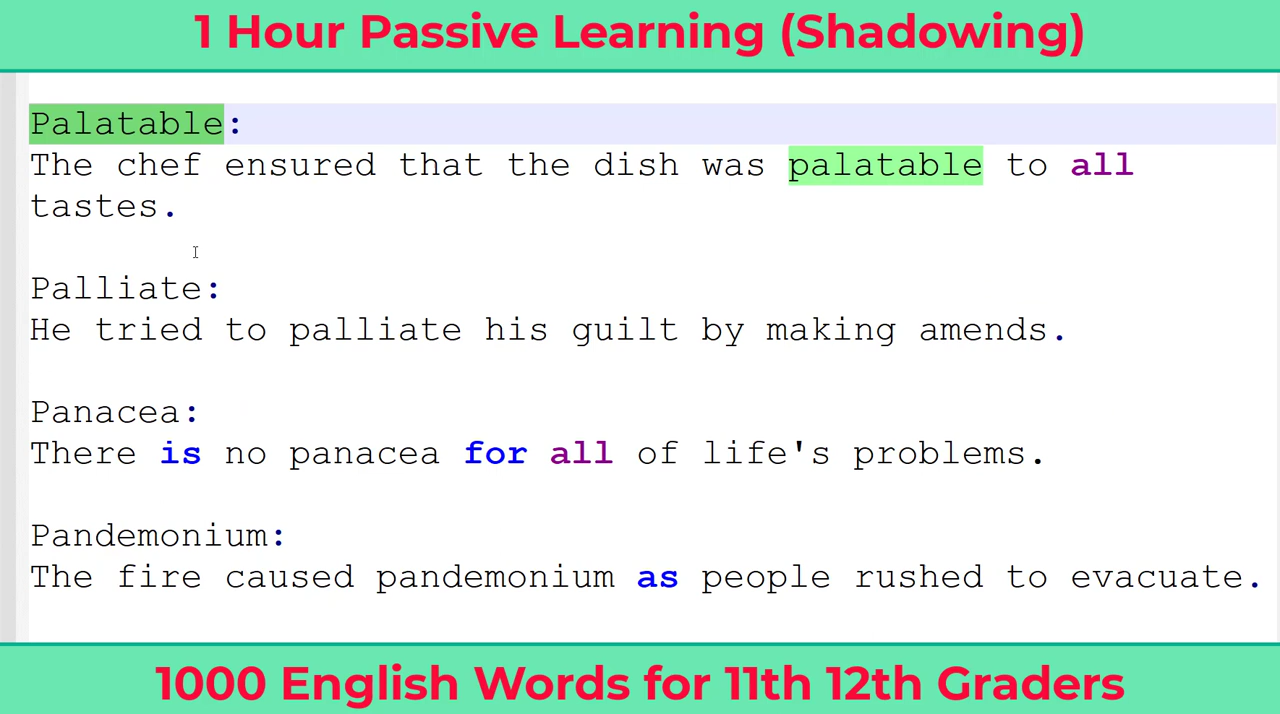 1 Hour Passive Learning (Shadowing)
Palatable:
The chef ensured that the dish was palatable to all
tastes.
Palliate:
He tried to palliate his guilt by making amends.
Panacea:
There is no panacea for all of life's problems.
Pandemonium:
The fire caused pandemonium as people rushed to evacuate.
1000 English Words for 11th 12th Graders